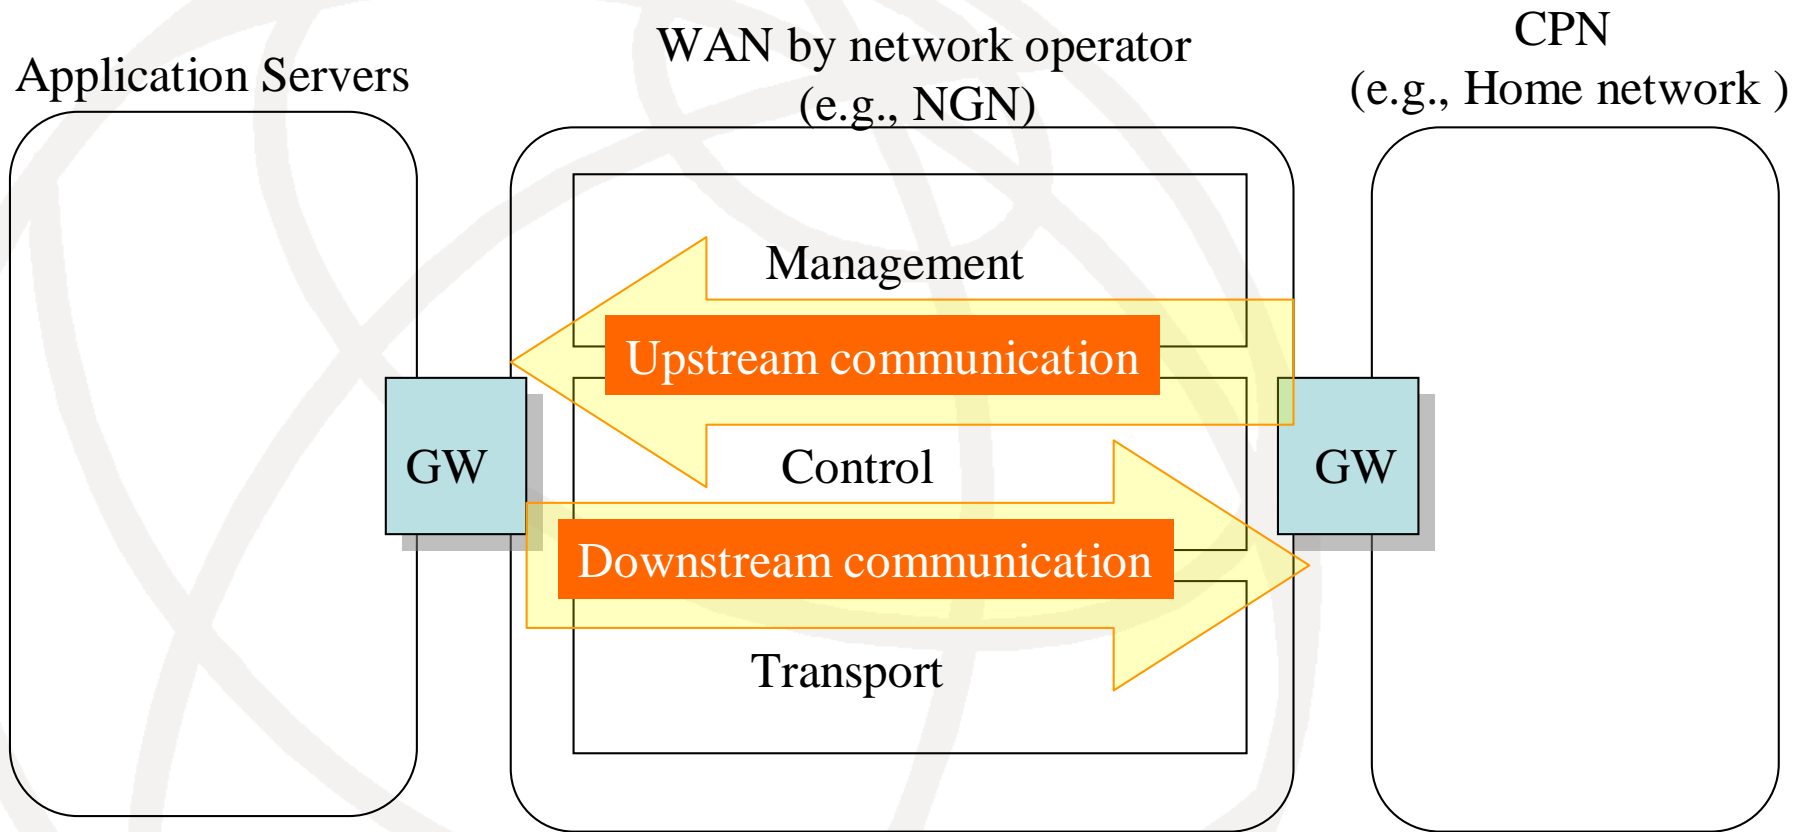 Application Servers
WAN by network operator
(e.g., NGN)
CPN
(e.g., Home network )
Management
Upstream communication
GW
Control
GW
Downstream communication
Transport